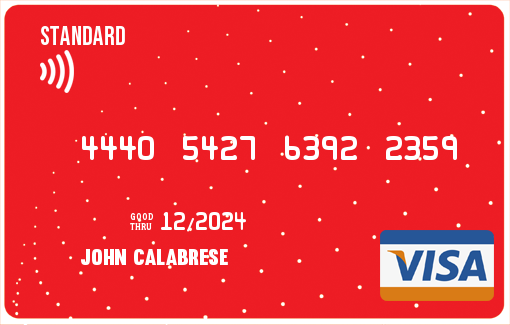 STANDARD
4440 5427 6392 2359
GOOD THRU 12/2024
JOHN CALABRESE
VISA